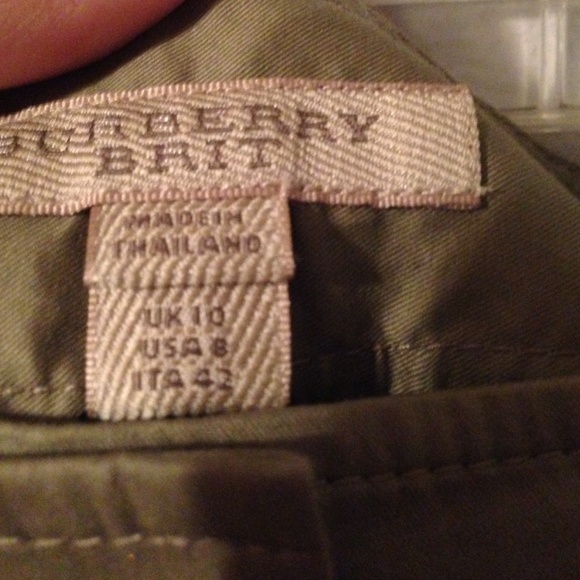 BURBERRY
BRIT
MADE IN
THAILAND
UK 10
USA 8
ITA 42